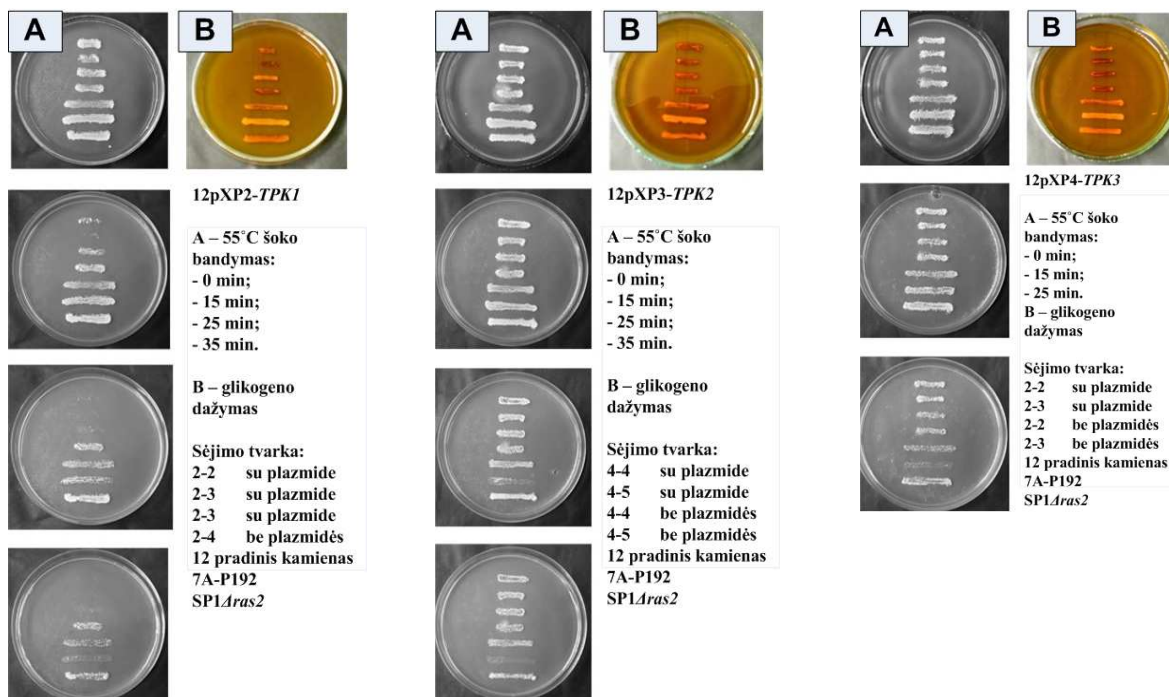 A
B
12pXP2-TPK1
A – 55˚C šoko
bandymas:
- 0 min;
- 15 min;
- 25 min;
- 35 min.
B – glikogeno
dažymas
Sėjimo tvarka:
2-2 su plazmide
2-3 su plazmide
2-3 su plazmide
2-4 be plazmidės
12 pradinis kamienas
7A-P192
SP1Δras2
A
B
12pXP3-TPK2
A – 55˚C šoko
bandymas:
- 0 min;
- 15 min;
- 25 min;
- 35 min.
B – glikogeno
dažymas
Sėjimo tvarka:
4-4 su plazmide
4-5 su plazmide
4-4 be plazmidės
4-5 be plazmidės
12 pradinis kamienas
7A-P192
SP1Δras2
A
B
12pXP4-TPK3
A – 55˚C šoko
bandymas:
- 0 min;
- 15 min;
- 25 min.
B – glikogeno
dažymas
Sėjimo tvarka:
2-2 su plazmide
2-3 su plazmide
2-2 be plazmidės
2-3 be plazmidės
12 pradinis kamienas
7A-P192
SP1Δras2